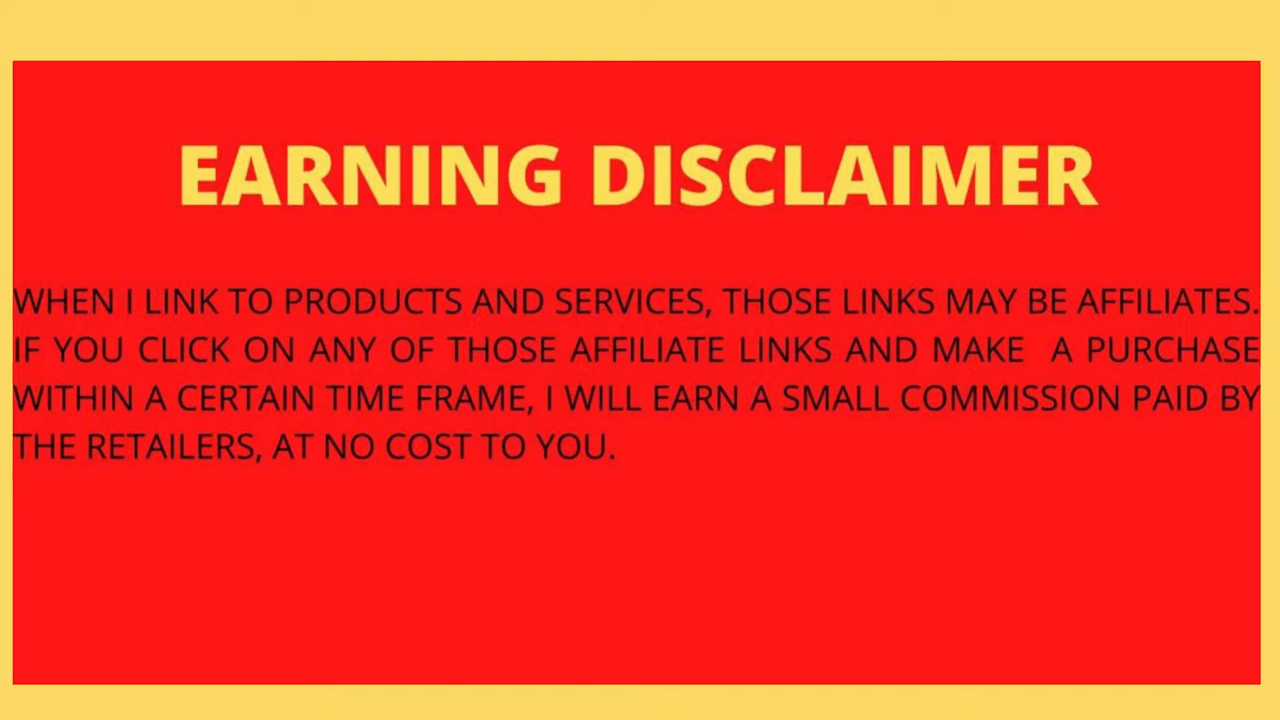 EARNING DISCLAIMER
WHEN I LINK TO PRODUCTS AND SERVICES, THOSE LINKS MAY BE AFFILIATES.
IF YOU CLICK ON ANY OF THOSE AFFILIATE LINKS AND MAKE A PURCHASE
WITHIN A CERTAIN TIME FRAME, I WILL EARN A SMALL COMMISSION PAID BY
THE RETAILERS, AT NO COST TO YOU.